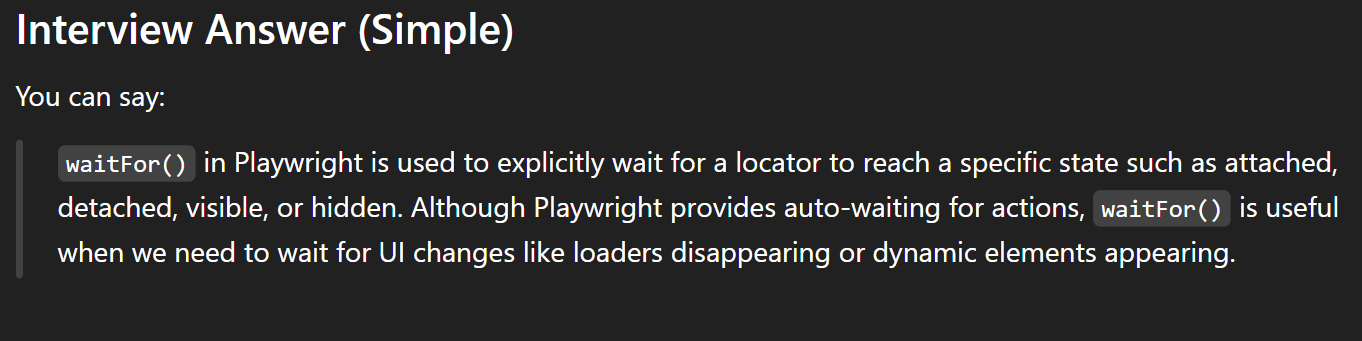 Interview Answer (Simple)
You can say:
waitFor() in Playwright is used to explicitly wait for a locator to reach a specific state such as attached,
detached, visible, or hidden. Although Playwright provides auto-waiting for actions, waitFor() is useful
when we need to wait for UI changes like loaders disappearing or dynamic elements appearing.